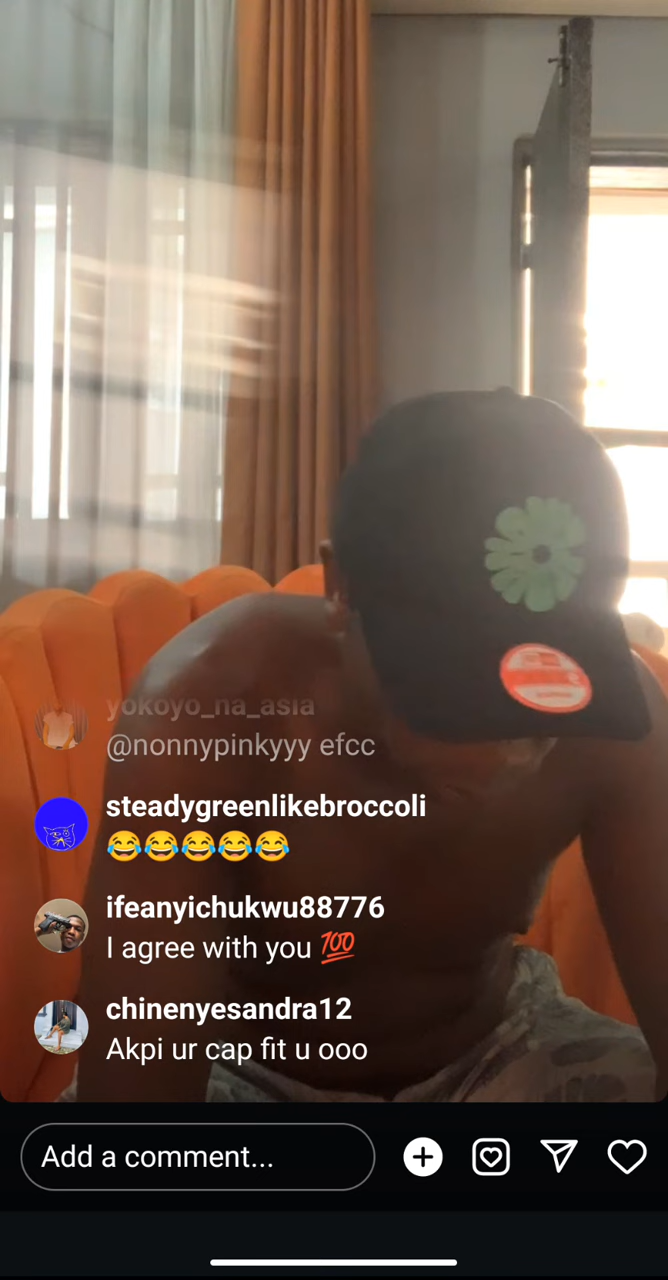 yokoyo_na_asia
@nonnypinkyyy efcc
steadygreenlikebroccoli
😂😂😂😂😂
ifeanyichukwu88776
I agree with you 💯
chinenyesandra12
Akpi ur cap fit u ooo
Add a comment...